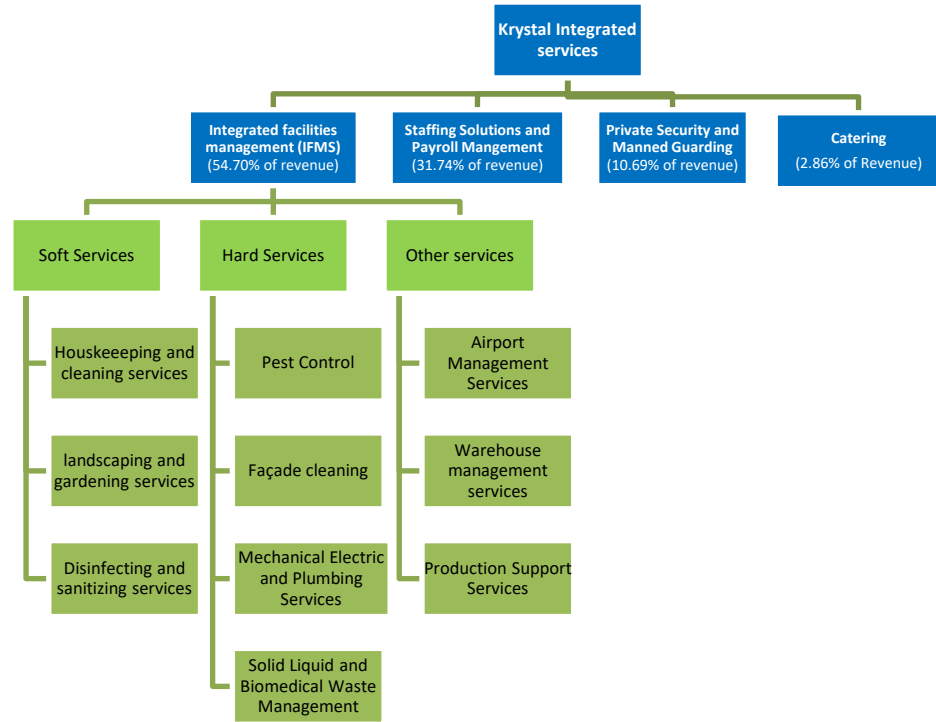 Krystal Integrated
services
Integrated facilities
management (IFMS)
(54.70% of revenue)
Staffing Solutions and
Payroll Mangement
(31.74% of revenue)
Private Security and
Manned Guarding
(10.69% of revenue)
Catering
(2.86% of Revenue)
Soft Services
Hard Services
Other services
Houskeeeping and
cleaning services
landscaping and
gardening services
Disinfecting and
sanitizing services
Pest Control
Façade cleaning
Mechanical Electric
and Plumbing
Services
Solid Liquid and
Biomedical Waste
Management
Airport
Management
Services
Warehouse
management
services
Production Support
Services